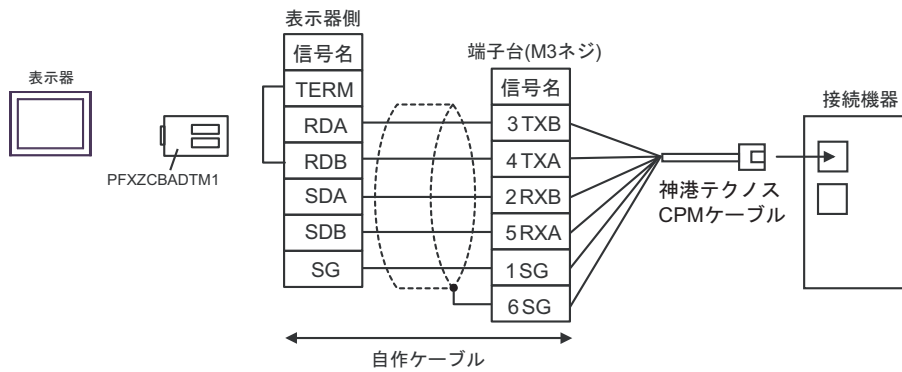 表示器
PFXZCBADTM1
表示器側
信号名
TERM
RDA
RDB
SDA
SDB
SG
端子台(M3ネジ)
信号名
3 TXB
4 TXA
2 RXB
5 RXA
1 SG
6 SG
自作ケーブル
神港テクノス
CPMケーブル
接続機器